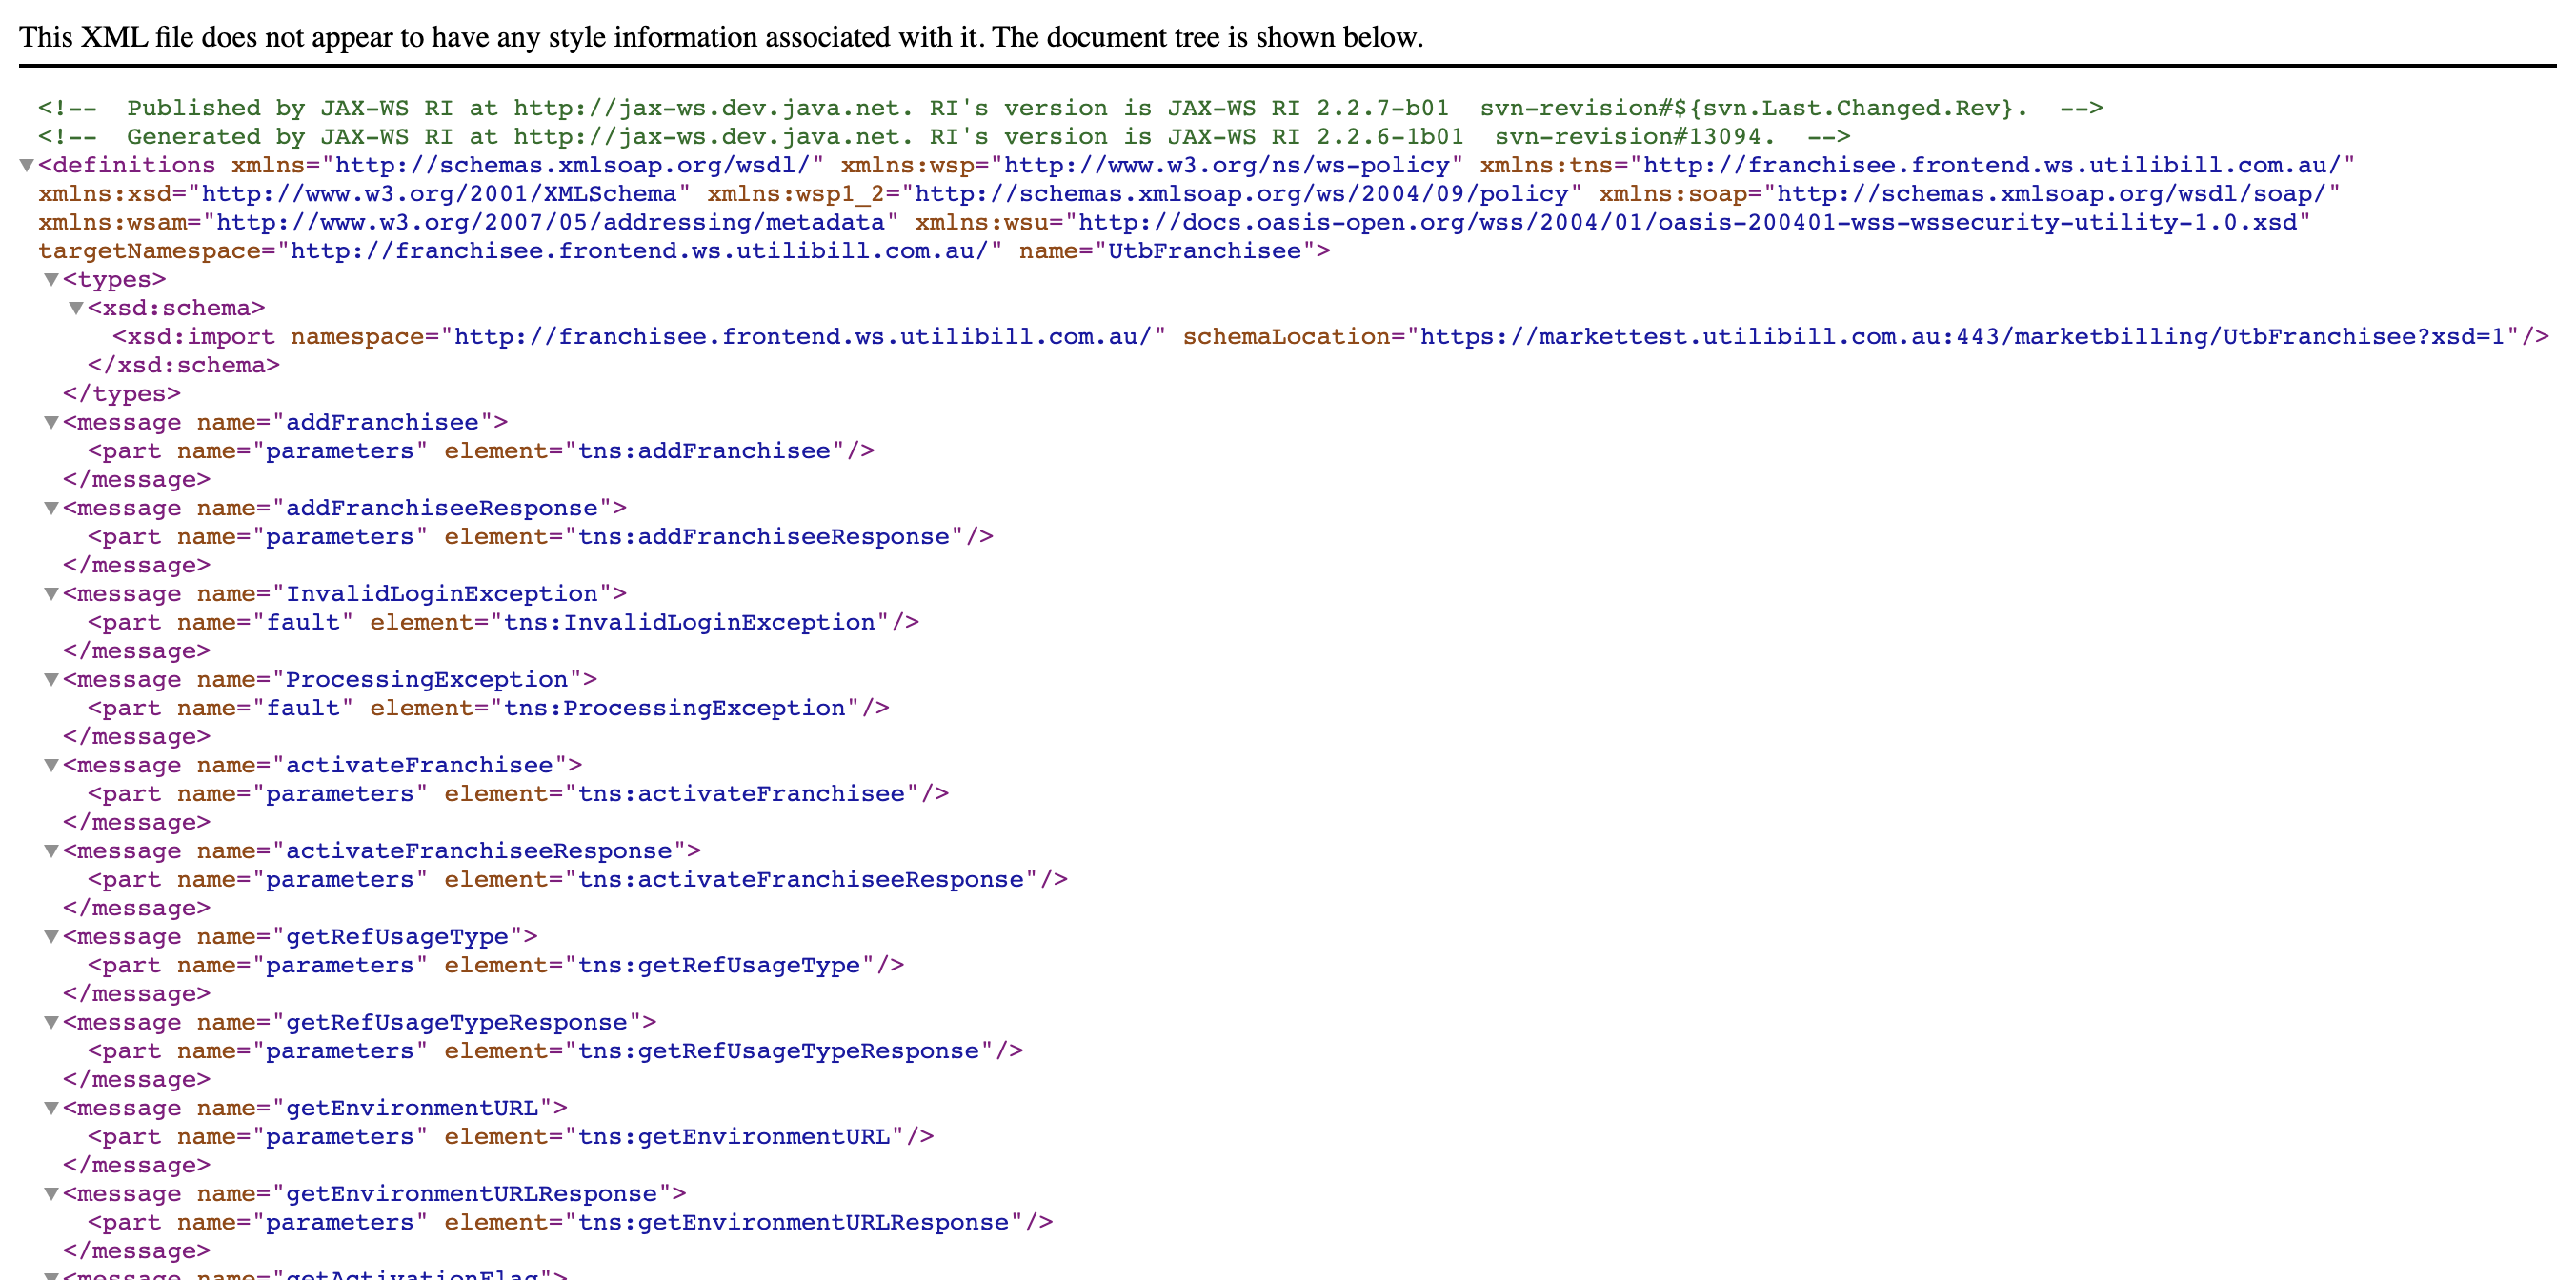 This XML file does not appear to have any style information associated with it. The document tree is shown below.
<!--  Published by JAX-WS RI at http://jax-ws.dev.java.net. RI's version is JAX-WS RI 2.2.7-b01  svn-revision#${svn.Last.Changed.Rev}.  -->
<!--  Generated by JAX-WS RI at http://jax-ws.dev.java.net. RI's version is JAX-WS RI 2.2.6-1b01  svn-revision#13094.  -->
▼<definitions xmlns="http://schemas.xmlsoap.org/wsdl/" xmlns:wsp="http://www.w3.org/ns/ws-policy" xmlns:tns="http://franchisee.frontend.ws.utilibill.com.au/"
xmlns:xsd="http://www.w3.org/2001/XMLSchema" xmlns:wsp1_2="http://schemas.xmlsoap.org/ws/2004/09/policy" xmlns:soap="http://schemas.xmlsoap.org/wsdl/soap/"
xmlns:wsam="http://www.w3.org/2007/05/addressing/metadata" xmlns:wsu="http://docs.oasis-open.org/wss/2004/01/oasis-200401-wss-wssecurity-utility-1.0.xsd"
targetNamespace="http://franchisee.frontend.ws.utilibill.com.au/" name="UtbFranchisee">
▼<types>
▼<xsd:schema>
<xsd:import namespace="http://franchisee.frontend.ws.utilibill.com.au/" schemaLocation="https://markettest.utilibill.com.au:443/marketbilling/UtbFranchisee?xsd=1"/>
</xsd:schema>
</types>
▼<message name="addFranchisee">
<part name="parameters" element="tns:addFranchisee"/>
</message>
▼<message name="addFranchiseeResponse">
<part name="parameters" element="tns:addFranchiseeResponse"/>
</message>
▼<message name="InvalidLoginException">
<part name="fault" element="tns:InvalidLoginException"/>
</message>
▼<message name="ProcessingException">
<part name="fault" element="tns:ProcessingException"/>
</message>
▼<message name="activateFranchisee">
<part name="parameters" element="tns:activateFranchisee"/>
</message>
▼<message name="activateFranchiseeResponse">
<part name="parameters" element="tns:activateFranchiseeResponse"/>
</message>
▼<message name="getRefUsageType">
<part name="parameters" element="tns:getRefUsageType"/>
</message>
▼<message name="getRefUsageTypeResponse">
<part name="parameters" element="tns:getRefUsageTypeResponse"/>
</message>
▼<message name="getEnvironmentURL">
<part name="parameters" element="tns:getEnvironmentURL"/>
</message>
▼<message name="getEnvironmentURLResponse">
<part name="parameters" element="tns:getEnvironmentURLResponse"/>
</message>
▼<message name="getActivationFlag">